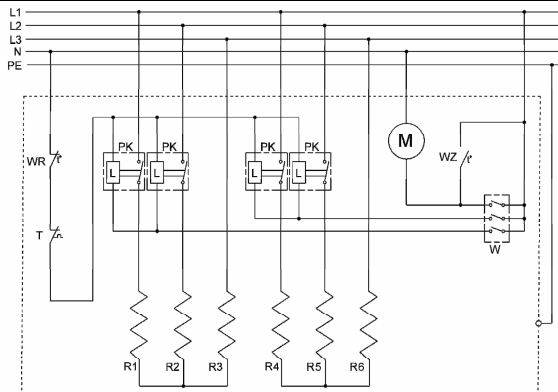 L1
L2
L3
N
PE
PK PK PK PK
M
WR
WZ
L L L L
T
W
R1 R2 R3 R4 R5 R6